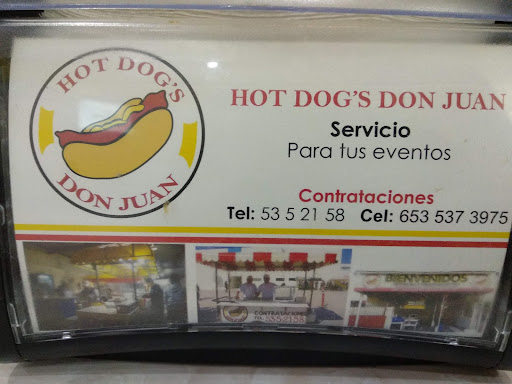 HOT DOG'S
DON JUAN
HOT DOG'S DON JUAN
Servicio
Para tus eventos
Contrataciones
Tel: 53 5 21 58 Cel: 653 537 3975
CONTRATACIONES
BIENVENIDOS